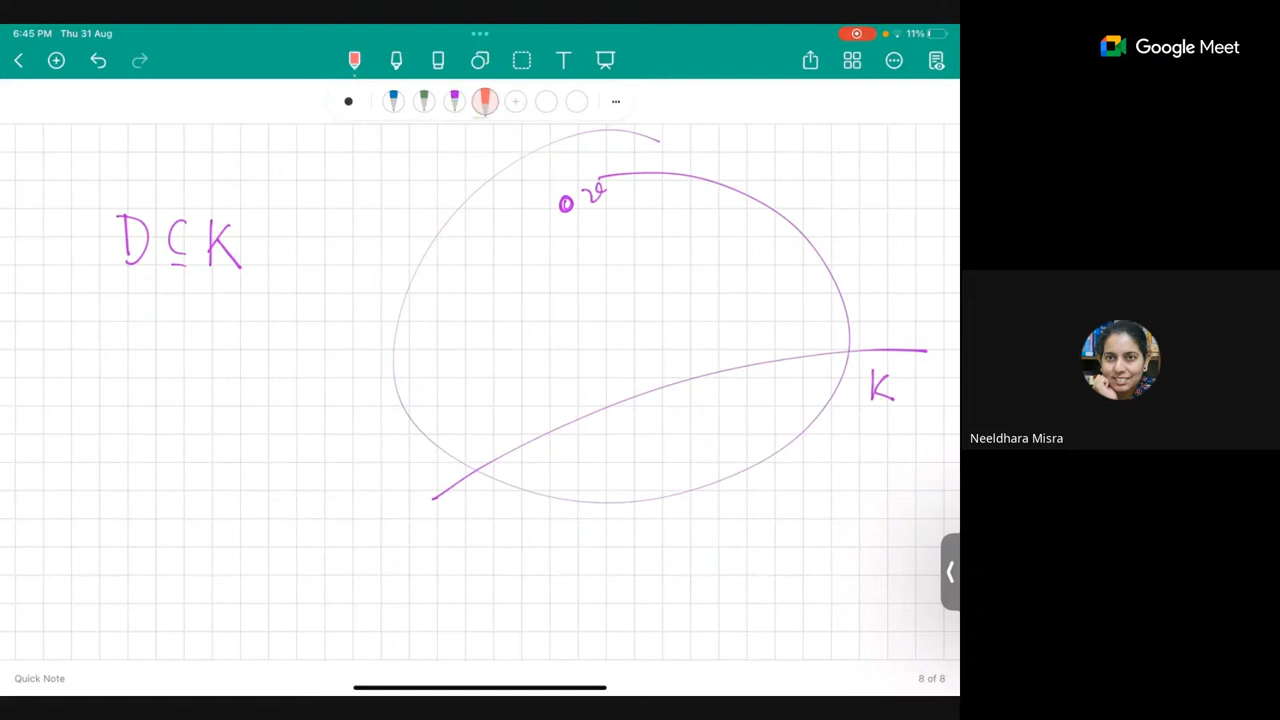 6:45 PM Thu 31 Aug
11%
Google Meet
T
D ⊆ K
v
K
Neeldhara Misra
Quick Note
8 of 8